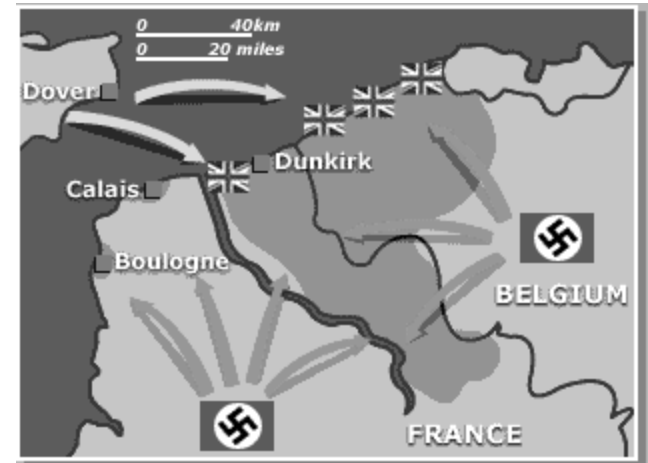 0 40km
0 20 miles
Dover
Dunkirk
Calais
Boulogne
BELGIUM
FRANCE